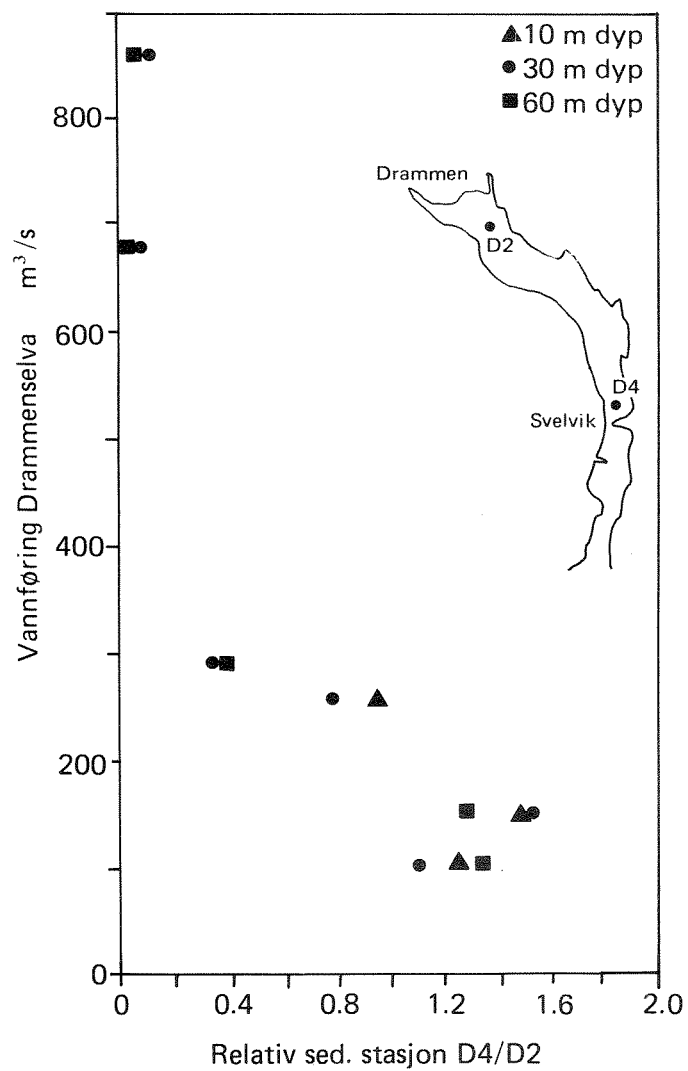 10 m dyp
30 m dyp
60 m dyp
800
600
400
200
0
Vannføring Drammenselva m³/s
Drammen
D2
D4
Svelvik
0 0.4 0.8 1.2 1.6 2.0
Relativ sed. stasjon D4/D2